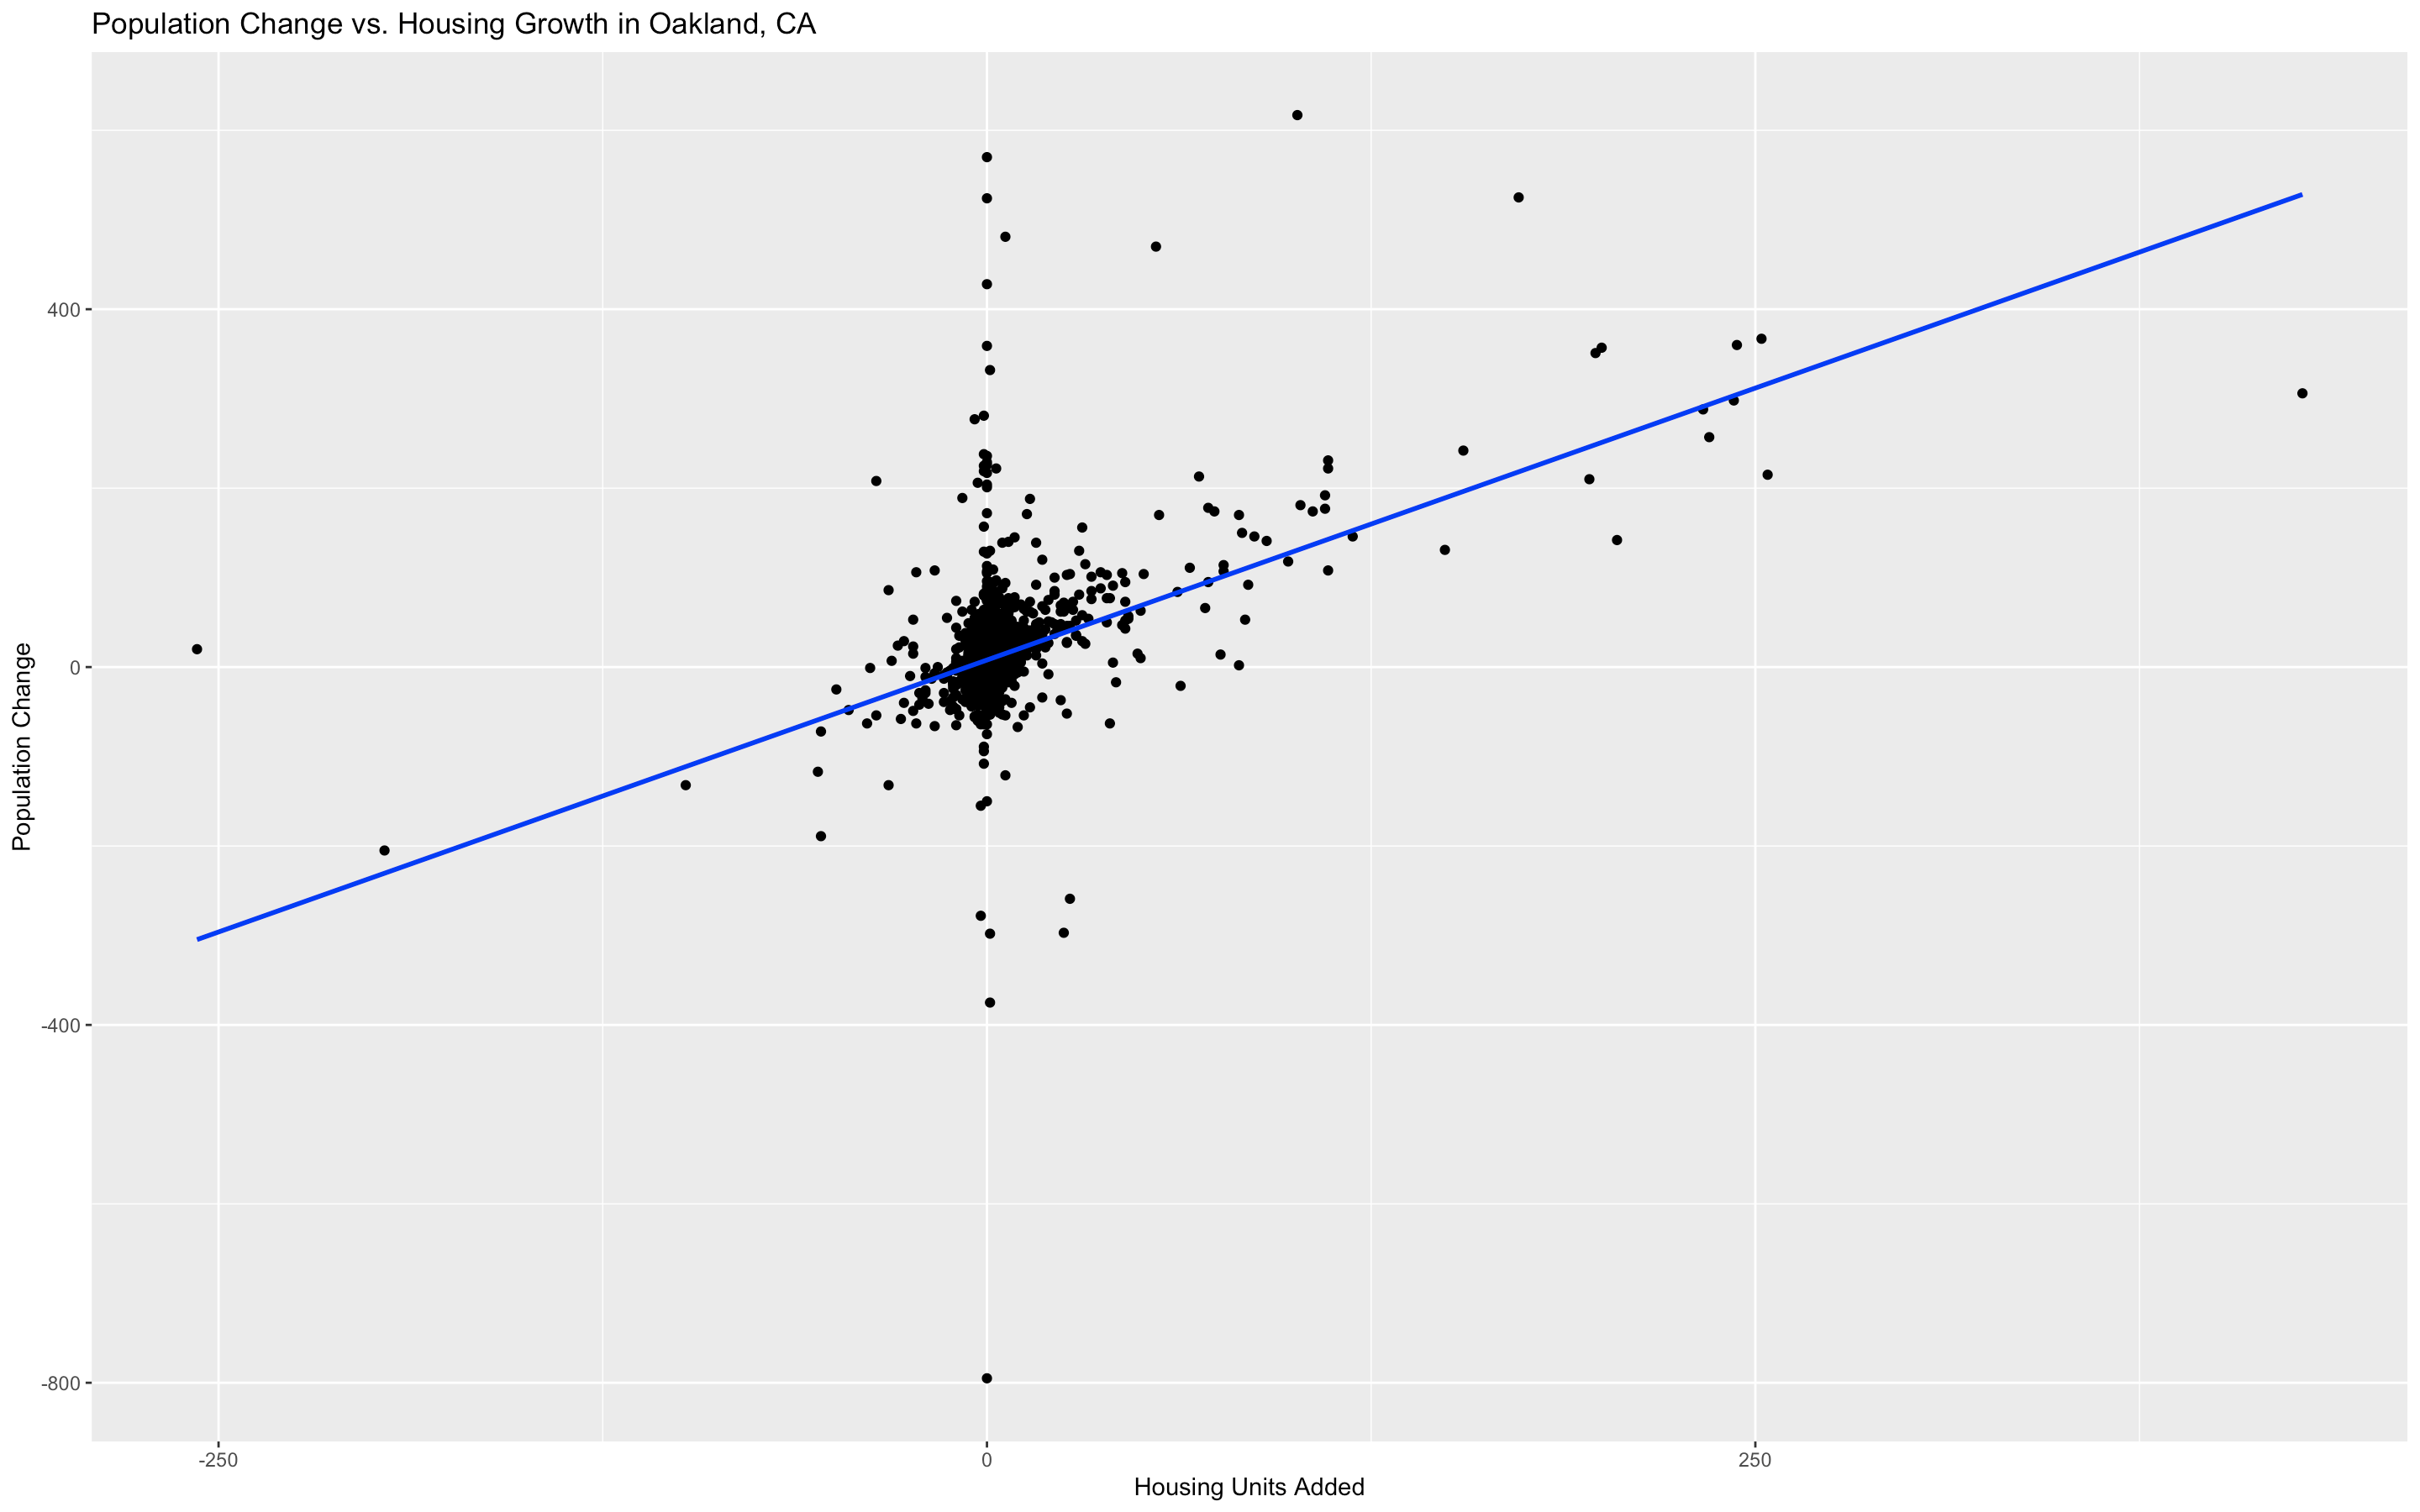 Population Change vs. Housing Growth in Oakland, CA
Population Change
400
0
-400
-800
-250
0
250
Housing Units Added